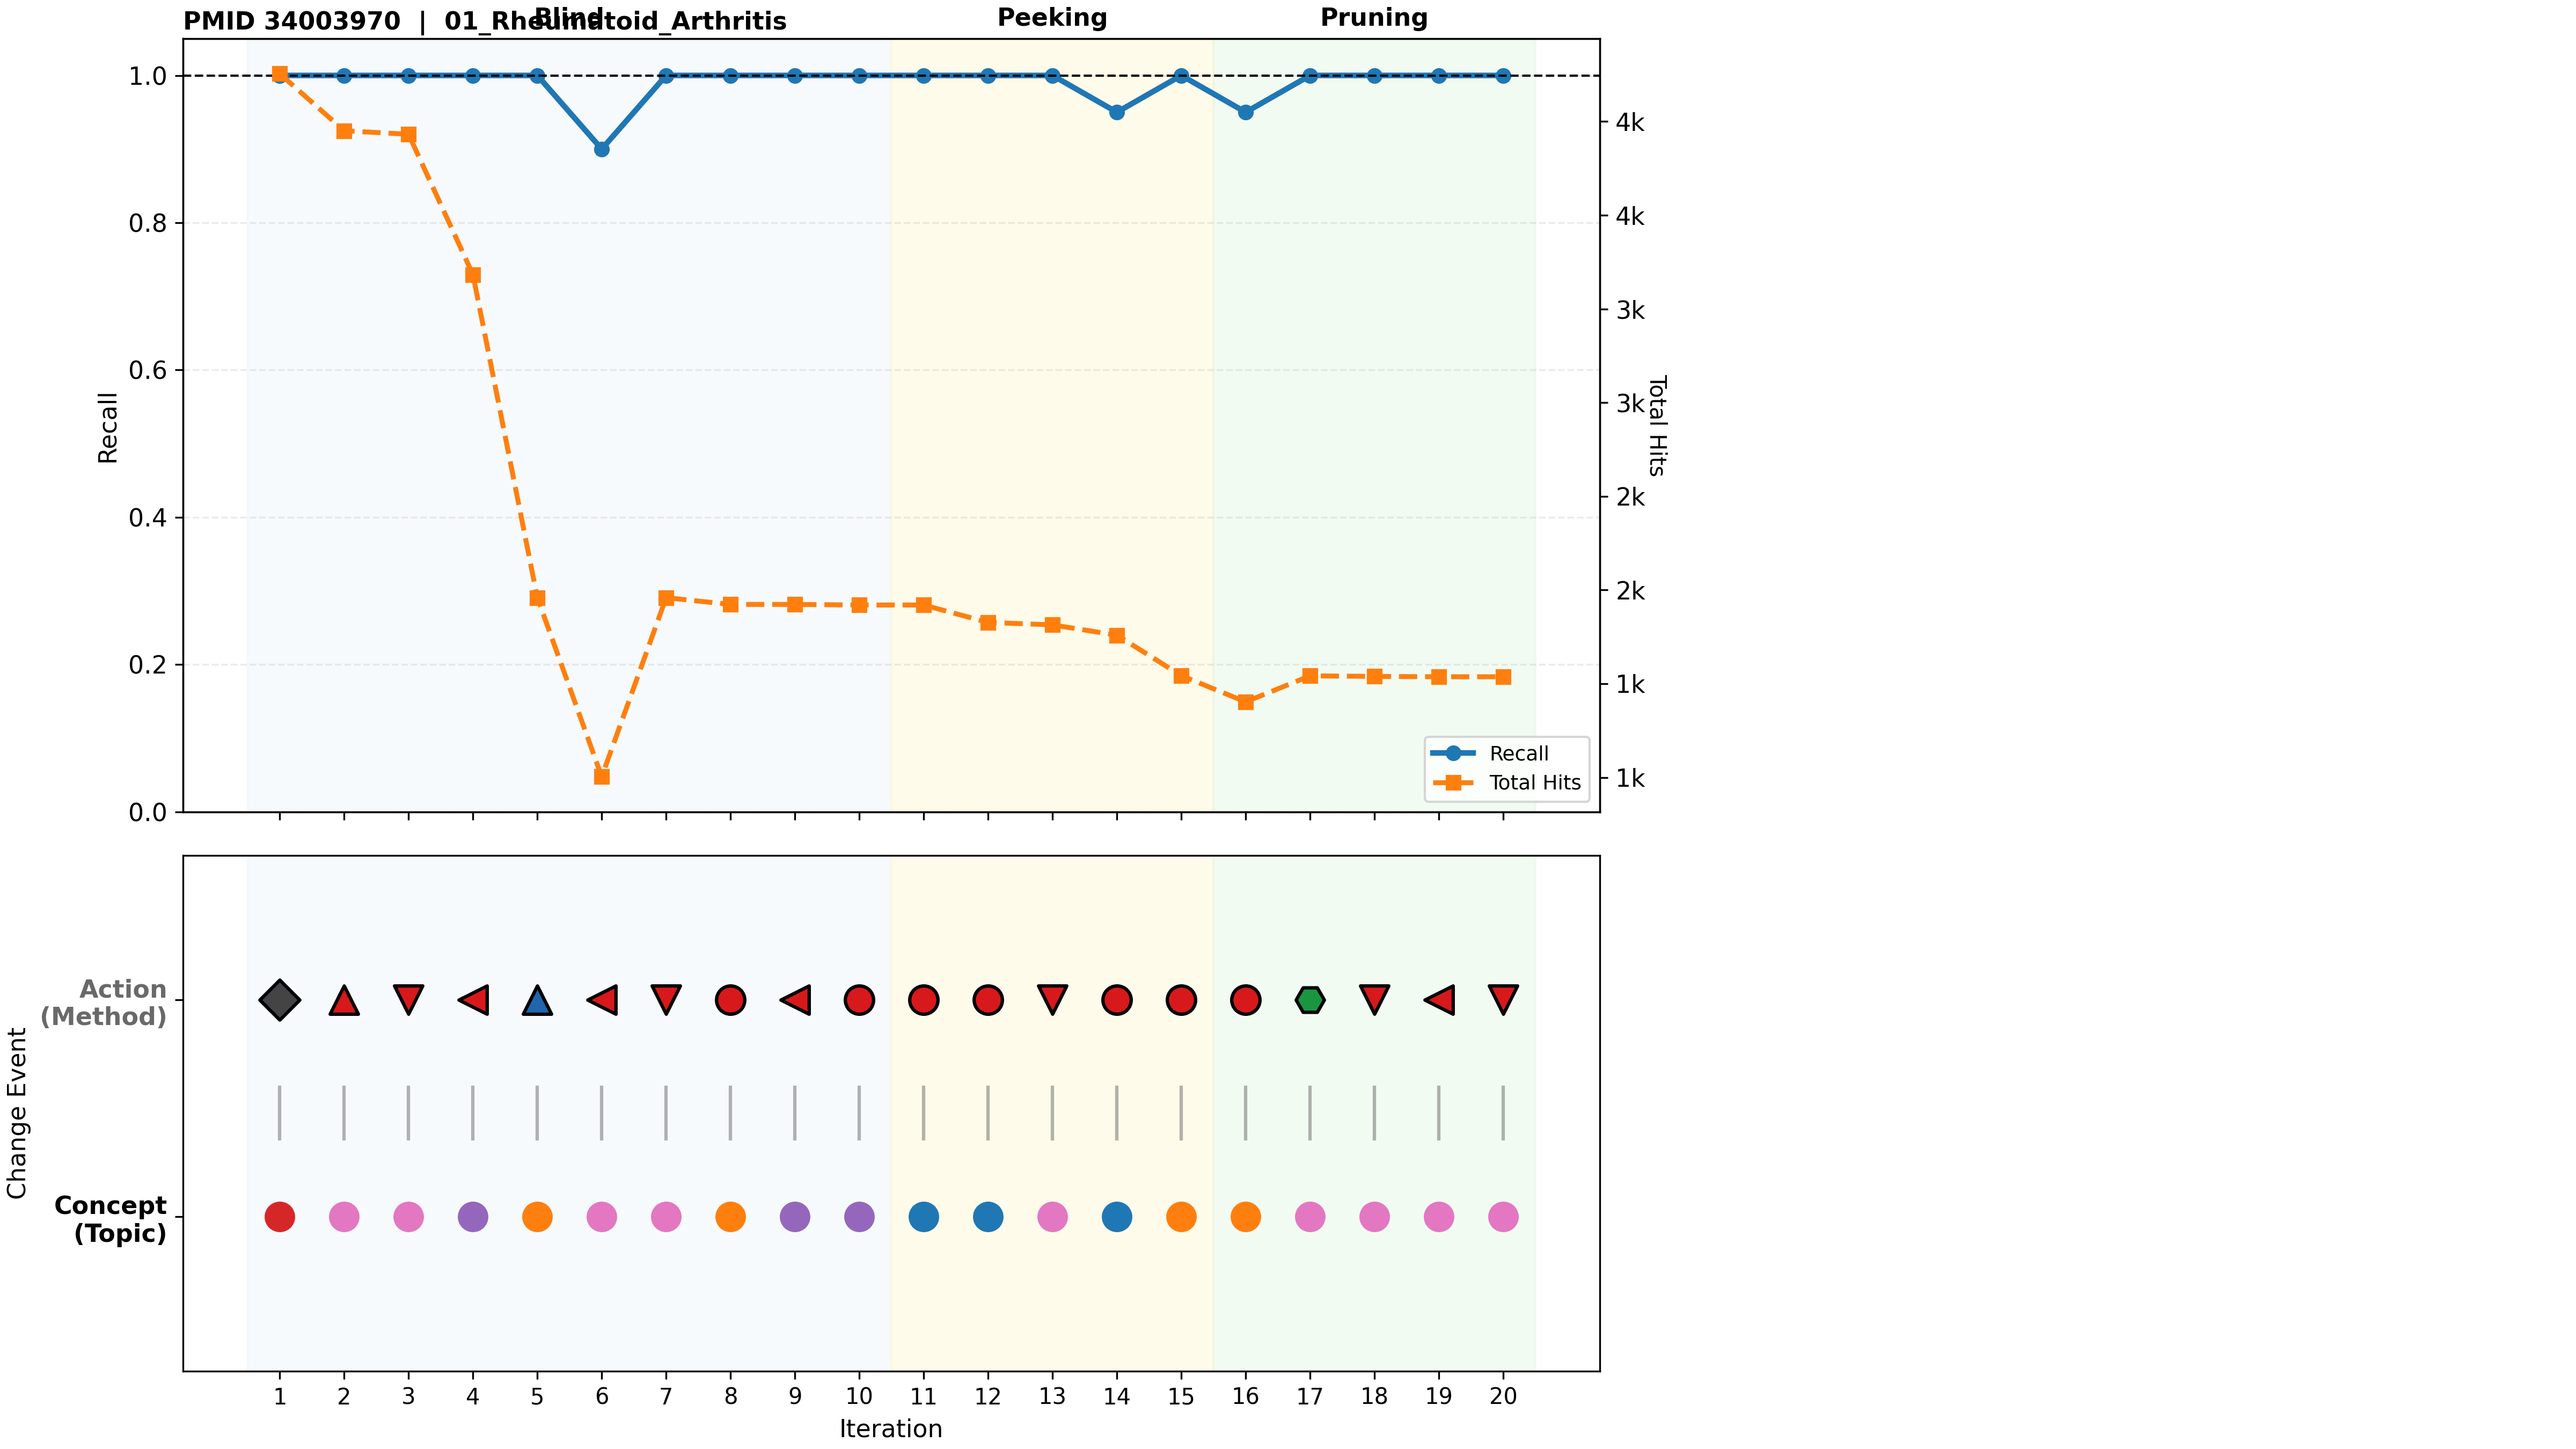 PMID 34003970 | 01_Rheumatoid_Arthritis
Blind
Peeking
Pruning
1.0
0.8
0.6
0.4
0.2
0.0
Recall
4k
4k
3k
3k
2k
2k
1k
1k
Total Hits
Recall
Total Hits
Action
(Method)
Concept
(Topic)
Change Event
1 2 3 4 5 6 7 8 9 10 11 12 13 14 15 16 17 18 19 20
Iteration